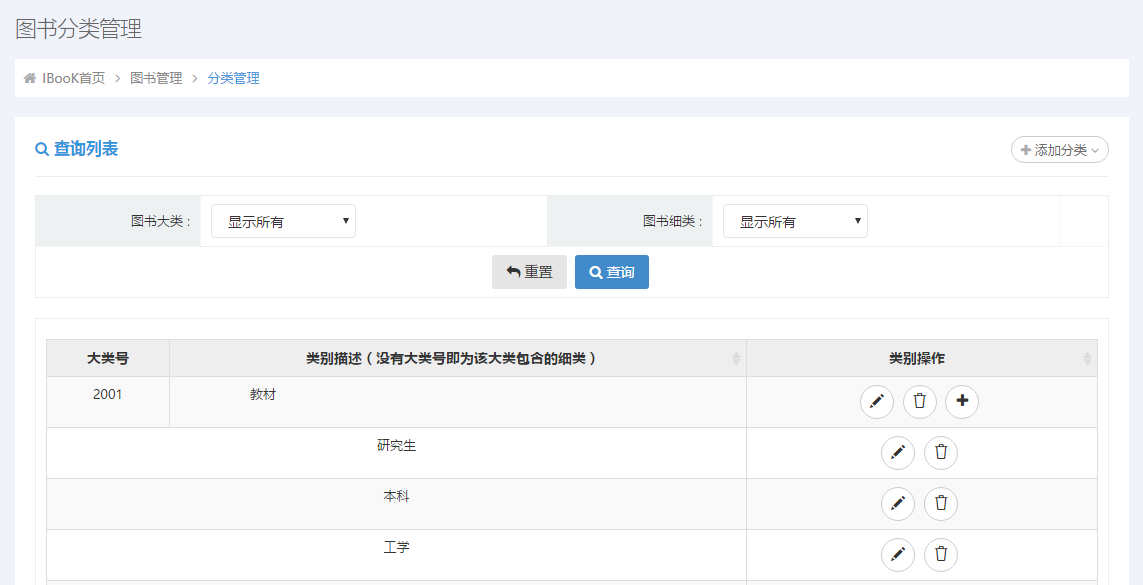 图书分类管理
IBooK首页 > 图书管理 > 分类管理
查询列表
添加分类
图书大类： 显示所有 图书细类： 显示所有
重置 查询
大类号 类别描述（没有大类号即为该大类包含的细类） 类别操作
2001 教材
研究生
本科
工学